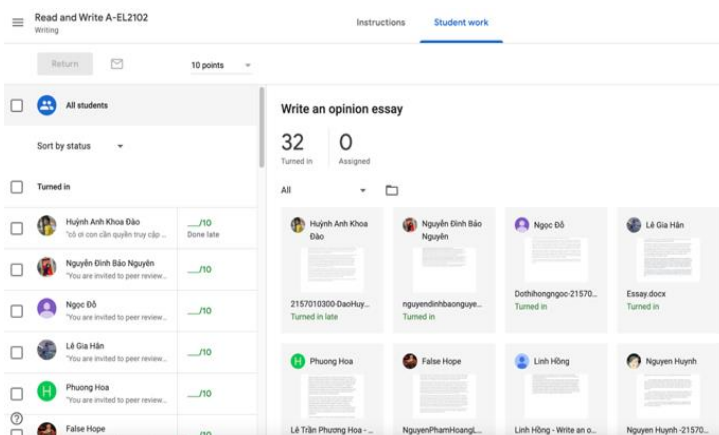 Read and Write A-EL2102
Writing
Instructions
Student work
Return
10 points
All students
Sort by status
Turned in
Huỳnh Anh Khoa Đào
"cô ơi con cần quyền truy cập ...
__/10
Done late
Nguyễn Đình Bảo Nguyên
"You are invited to peer review...
__/10
Ngọc Đỗ
"You are invited to peer review...
__/10
Lê Gia Hân
"You are invited to peer review...
__/10
Phuong Hoa
"You are invited to peer review...
__/10
False Hope
/10
Write an opinion essay
32
Turned in
0
Assigned
All
Huỳnh Anh Khoa
Đào
2157010300-DaoHuy...
Turned in late
Nguyễn Đình Bảo
Nguyên
nguyendinhbaonguye...
Turned in
Ngọc Đỗ
Dothihongngoc-21570...
Turned in
Lê Gia Hân
Essay.docx
Turned in
H
Phuong Hoa
Lê Trần Phương Hoa - ...
False Hope
NguyenPhamHoangL...
Linh Hồng
Linh Hồng - Write an o...
Nguyen Huynh
Nguyen Huynh -21570...